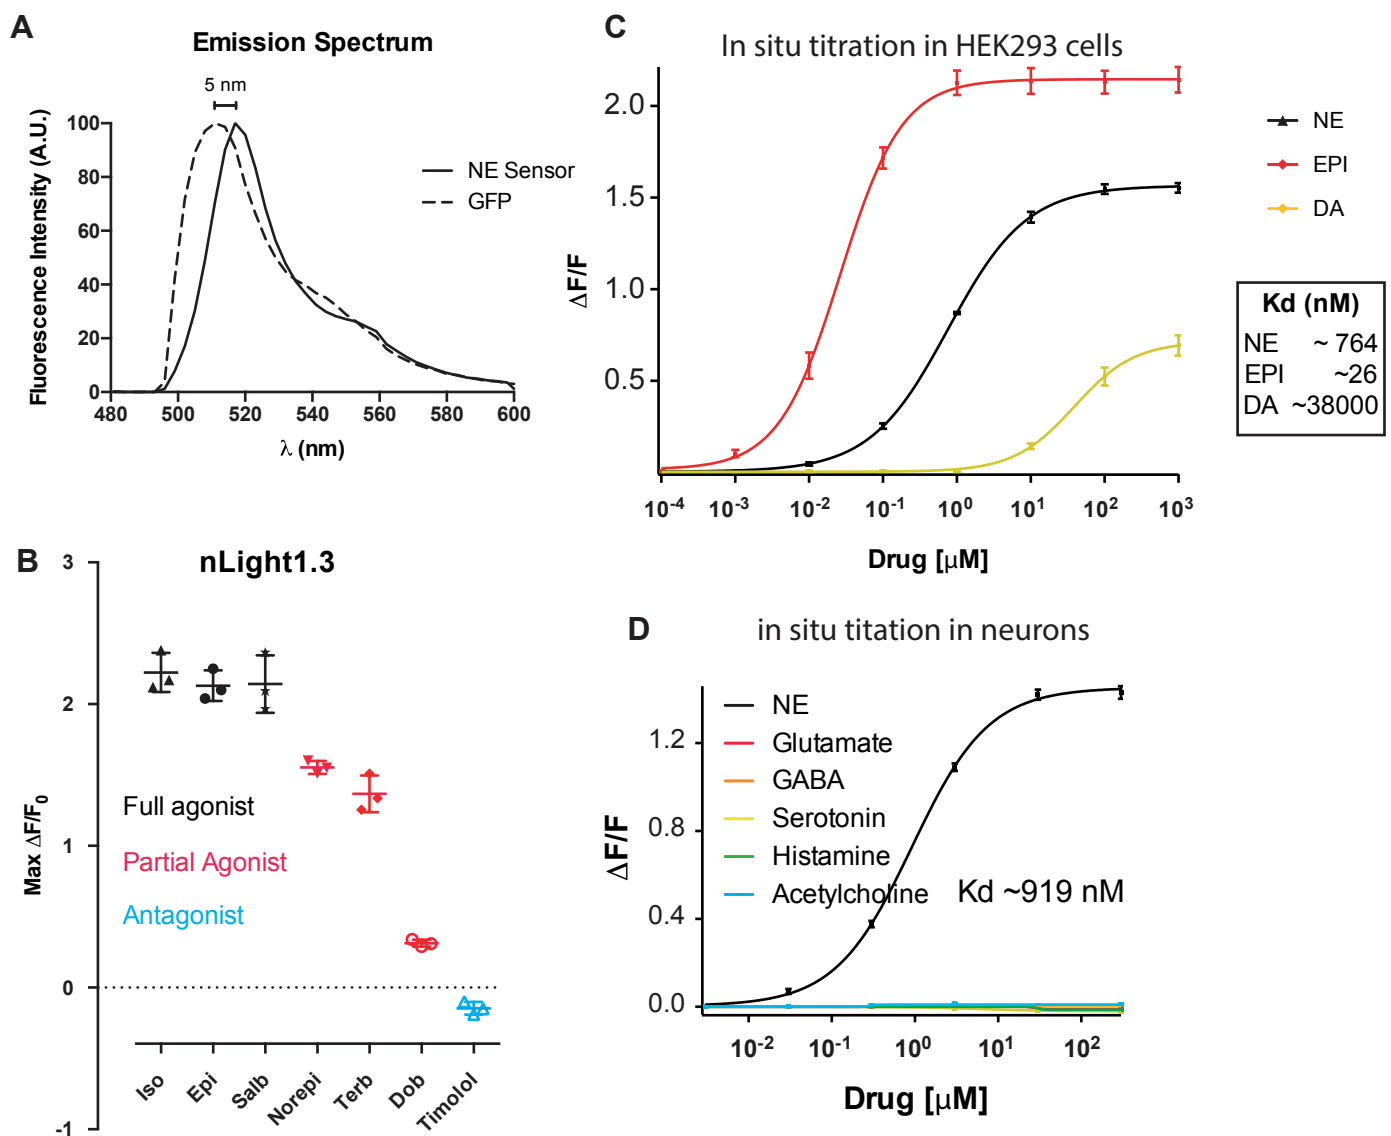 A
Emission Spectrum
5 nm
Fluorescence Intensity (A.U.)
100
80
60
40
20
0
480
500
520
540
560
580
600
λ (nm)
NE Sensor
GFP
B
nLight1.3
Max ΔF/F0
3
2
1
0
-1
Full agonist
Partial Agonist
Antagonist
Iso
Epi
Salb
Norepi
Terb
Dob
Timolol
C
In situ titration in HEK293 cells
ΔF/F
2.0
1.5
1.0
0.5
10-4
10-3
10-2
10-1
100
101
102
103
Drug [µM]
NE
EPI
DA
Kd (nM)
NE ~ 764
EPI ~26
DA ~38000
D
in situ titation in neurons
ΔF/F
1.2
0.8
0.4
0.0
NE
Glutamate
GABA
Serotonin
Histamine
Acetylcholine
Kd ~919 nM
10-2
10-1
100
101
102
Drug [µM]